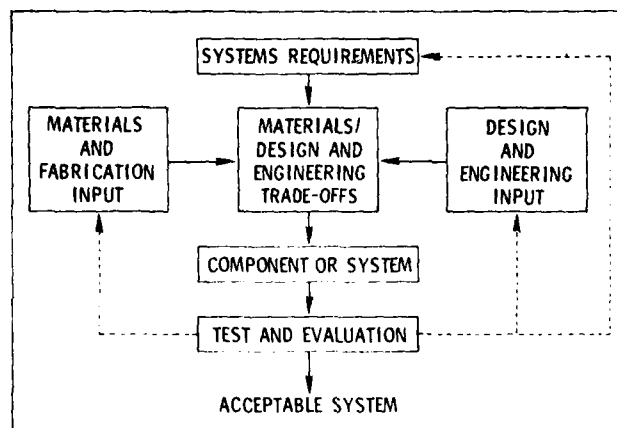 SYSTEMS REQUIREMENTS
MATERIALS
AND
FABRICATION
INPUT
MATERIALS/
DESIGN AND
ENGINEERING
TRADE-OFFS
DESIGN
AND
ENGINEERING
INPUT
COMPONENT OR SYSTEM
TEST AND EVALUATION
ACCEPTABLE SYSTEM